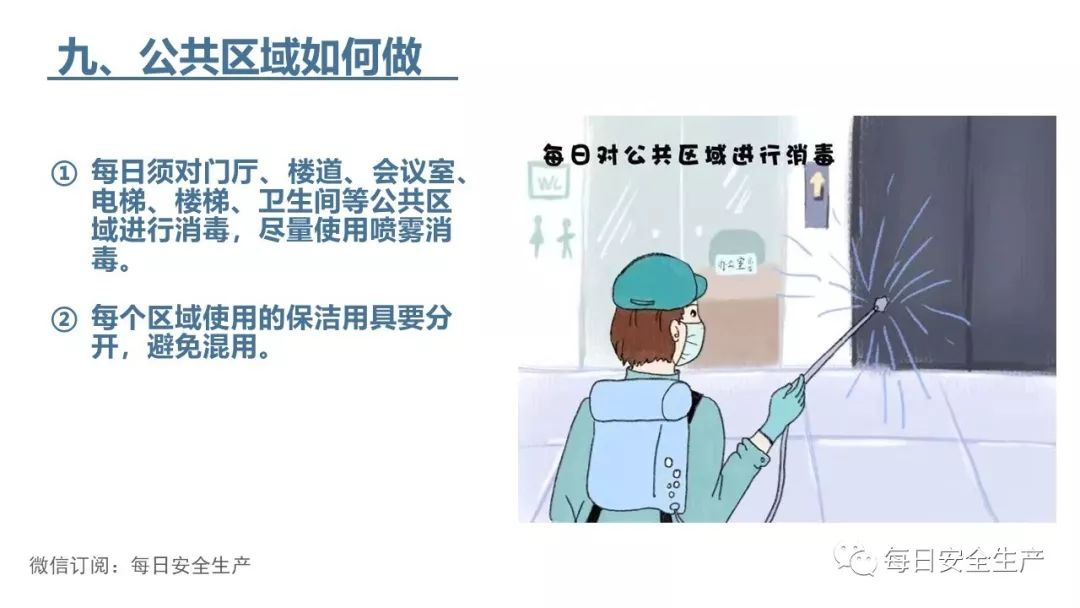 九、公共区域如何做
① 每日须对门厅、楼道、会议室、
电梯、楼梯、卫生间等公共区
域进行消毒，尽量使用喷雾消
毒。
② 每个区域使用的保洁用具要分
开，避免混用。
每日对公共区域进行消毒
WC
办公室
微信订阅：每日安全生产
每日安全生产